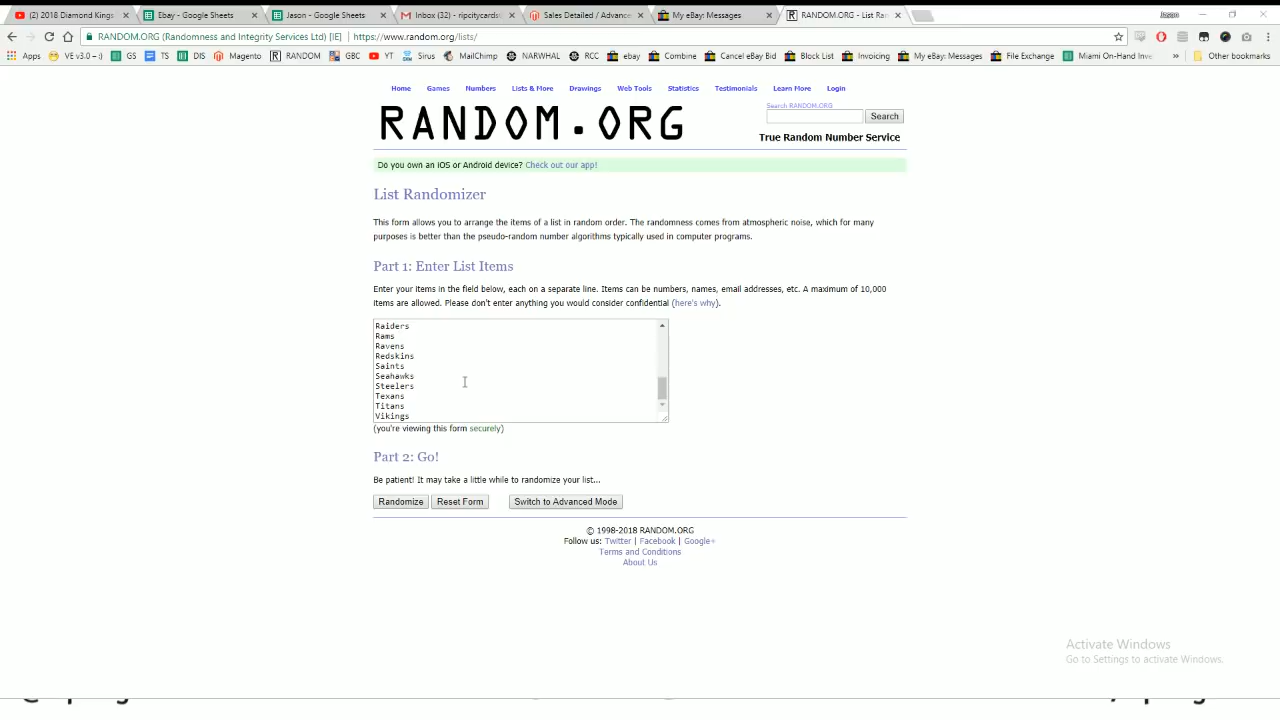 (2) 2018 Diamond Kings
Ebay - Google Sheets
Jason - Google Sheets
Inbox (32) - ripcitycards
Sales Detailed / Advance
My eBay: Messages
RANDOM.ORG - List Ran
Jason
RANDOM.ORG (Randomness and Integrity Services Ltd) [IE] https://www.random.org/lists/
Apps VE v3.0 - :) GS TS DIS Magento RANDOM GBC YT Sirus MailChimp NARWHAL RCC ebay Combine Cancel eBay Bid Block List Invoicing My eBay: Messages File Exchange Miami On-Hand Inve » Other bookmarks
Home Games Numbers Lists & More Drawings Web Tools Statistics Testimonials Learn More Login
RANDOM.ORG
Search RANDOM.ORG
Search
True Random Number Service
Do you own an iOS or Android device? Check out our app!
List Randomizer
This form allows you to arrange the items of a list in random order. The randomness comes from atmospheric noise, which for many
purposes is better than the pseudo-random number algorithms typically used in computer programs.
Part 1: Enter List Items
Enter your items in the field below, each on a separate line. Items can be numbers, names, email addresses, etc. A maximum of 10,000
items are allowed. Please don't enter anything you would consider confidential (here's why).
Raiders
Rams
Ravens
Redskins
Saints
Seahawks
Steelers
Texans
Titans
Vikings
(you're viewing this form securely)
Part 2: Go!
Be patient! It may take a little while to randomize your list...
Randomize Reset Form Switch to Advanced Mode
© 1998-2018 RANDOM.ORG
Follow us: Twitter | Facebook | Google+
Terms and Conditions
About Us
Activate Windows
Go to Settings to activate Windows.